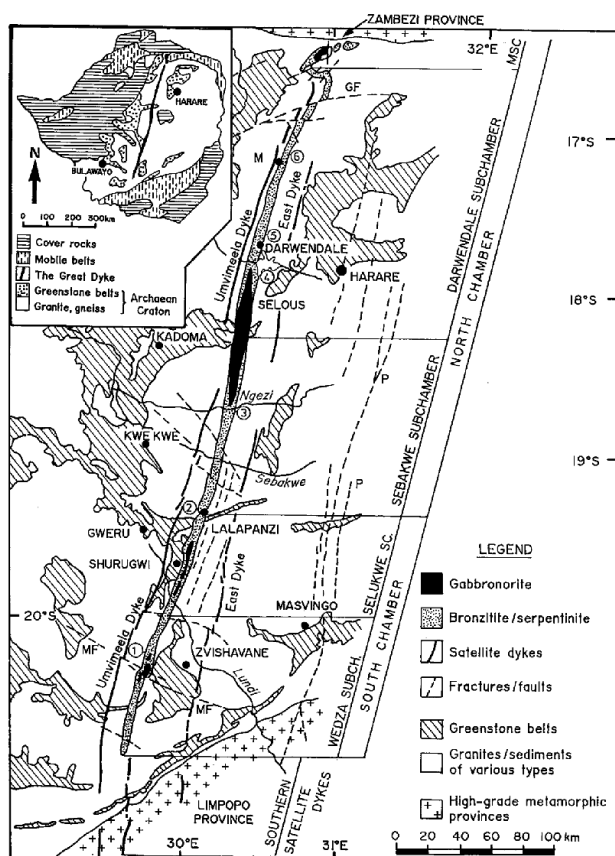 ZAMBEZI PROVINCE
32°E
MSC
GF
17°S
HARARE
BULAWAYO
N
0 100 200 300km
Cover rocks
Mobile belts
The Great Dyke
Greenstone belts
Granite, gneiss
Archaean
Craton
M
6
Umvimeela Dyke
East Dyke
5
DARWENDALE
4
HARARE
SELOUS
18°S
KADOMA
DARWENDALE SUBCHAMBER
NORTH CHAMBER
P
Ngezi
3
KWE KWE
Sebakwe
19°S
SEBAKWE SUBCHAMBER
P
2
LALAPANZI
GWERU
SHURUGWI
East Dyke
SELUKWE SC.
SOUTH CHAMBER
MASVINGO
20°S
Umvimeela Dyke
MF
1
ZVISHAVANE
Lundi
MF
WEDZA SUBCH.
LIMPOPO
PROVINCE
SOUTHERN
SATELLITE DYKES
30°E
31°E
LEGEND
Gabbronorite
Bronzitite/serpentinite
Satellite dykes
Fractures/faults
Greenstone belts
Granites/sediments
of various types
High-grade metamorphic
provinces
0 20 40 60 80 100
km